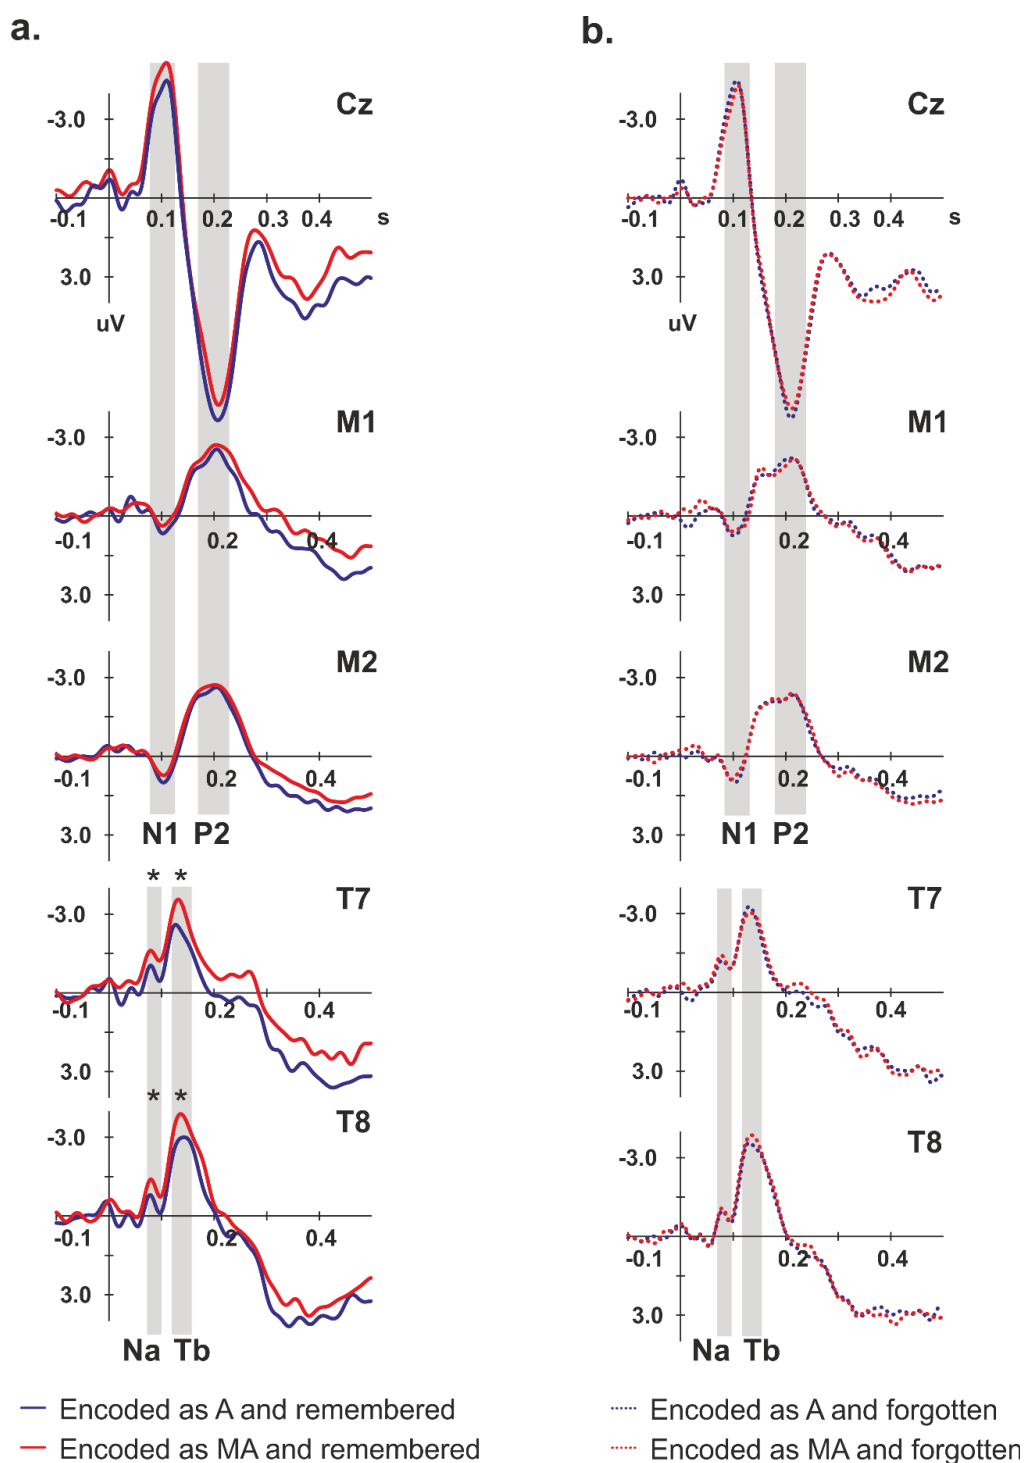 a.
Cz
-3.0
-0.1 0.1 0.2 0.3 0.4 s
3.0
uV
M1
-3.0
-0.1 0.2 0.4
3.0
M2
-3.0
-0.1 0.2 0.4
3.0
N1 P2
* *
T7
-3.0
-0.1 0.2 0.4
3.0
* *
T8
-3.0
-0.1 0.2 0.4
3.0
Na Tb
Encoded as A and remembered
Encoded as MA and remembered
b.
Cz
-3.0
-0.1 0.1 0.2 0.3 0.4 s
3.0
uV
M1
-3.0
-0.1 0.2 0.4
3.0
M2
-3.0
-0.1 0.2 0.4
3.0
N1 P2
T7
-3.0
-0.1 0.2 0.4
3.0
T8
-3.0
-0.1 0.2 0.4
3.0
Na Tb
Encoded as A and forgotten
Encoded as MA and forgotten